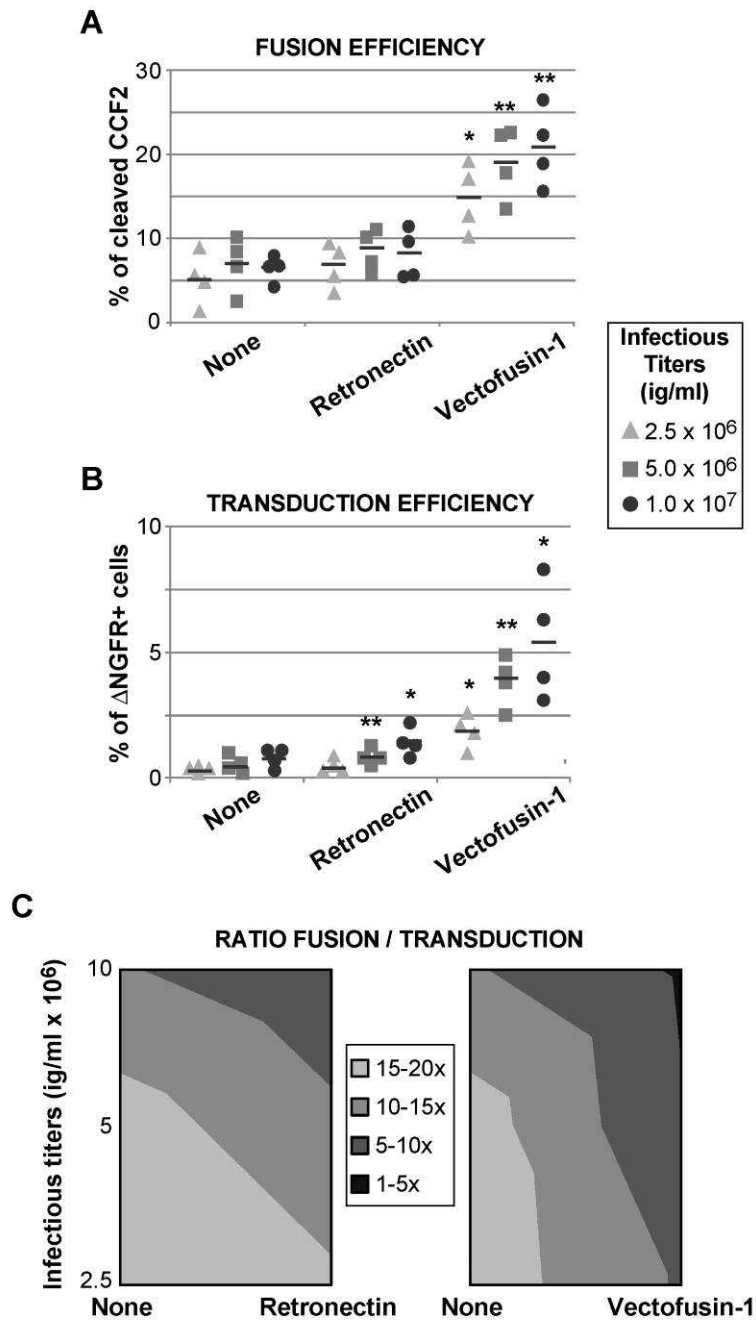 A
FUSION EFFICIENCY
% of cleaved CCF2
30
20
10
0
* ** **
None
Retronectin
Vectofusin-1
Infectious
Titers
(ig/ml)
2.5 x 10⁶
5.0 x 10⁶
1.0 x 10⁷
B
TRANSDUCTION EFFICIENCY
% of ΔNGFR+ cells
10
5
0
** * * ** *
None
Retronectin
Vectofusin-1
C
RATIO FUSION / TRANSDUCTION
Infectious titers (ig/ml x 10⁶)
10
5
2.5
15-20x
10-15x
5-10x
1-5x
None
Retronectin
None
Vectofusin-1